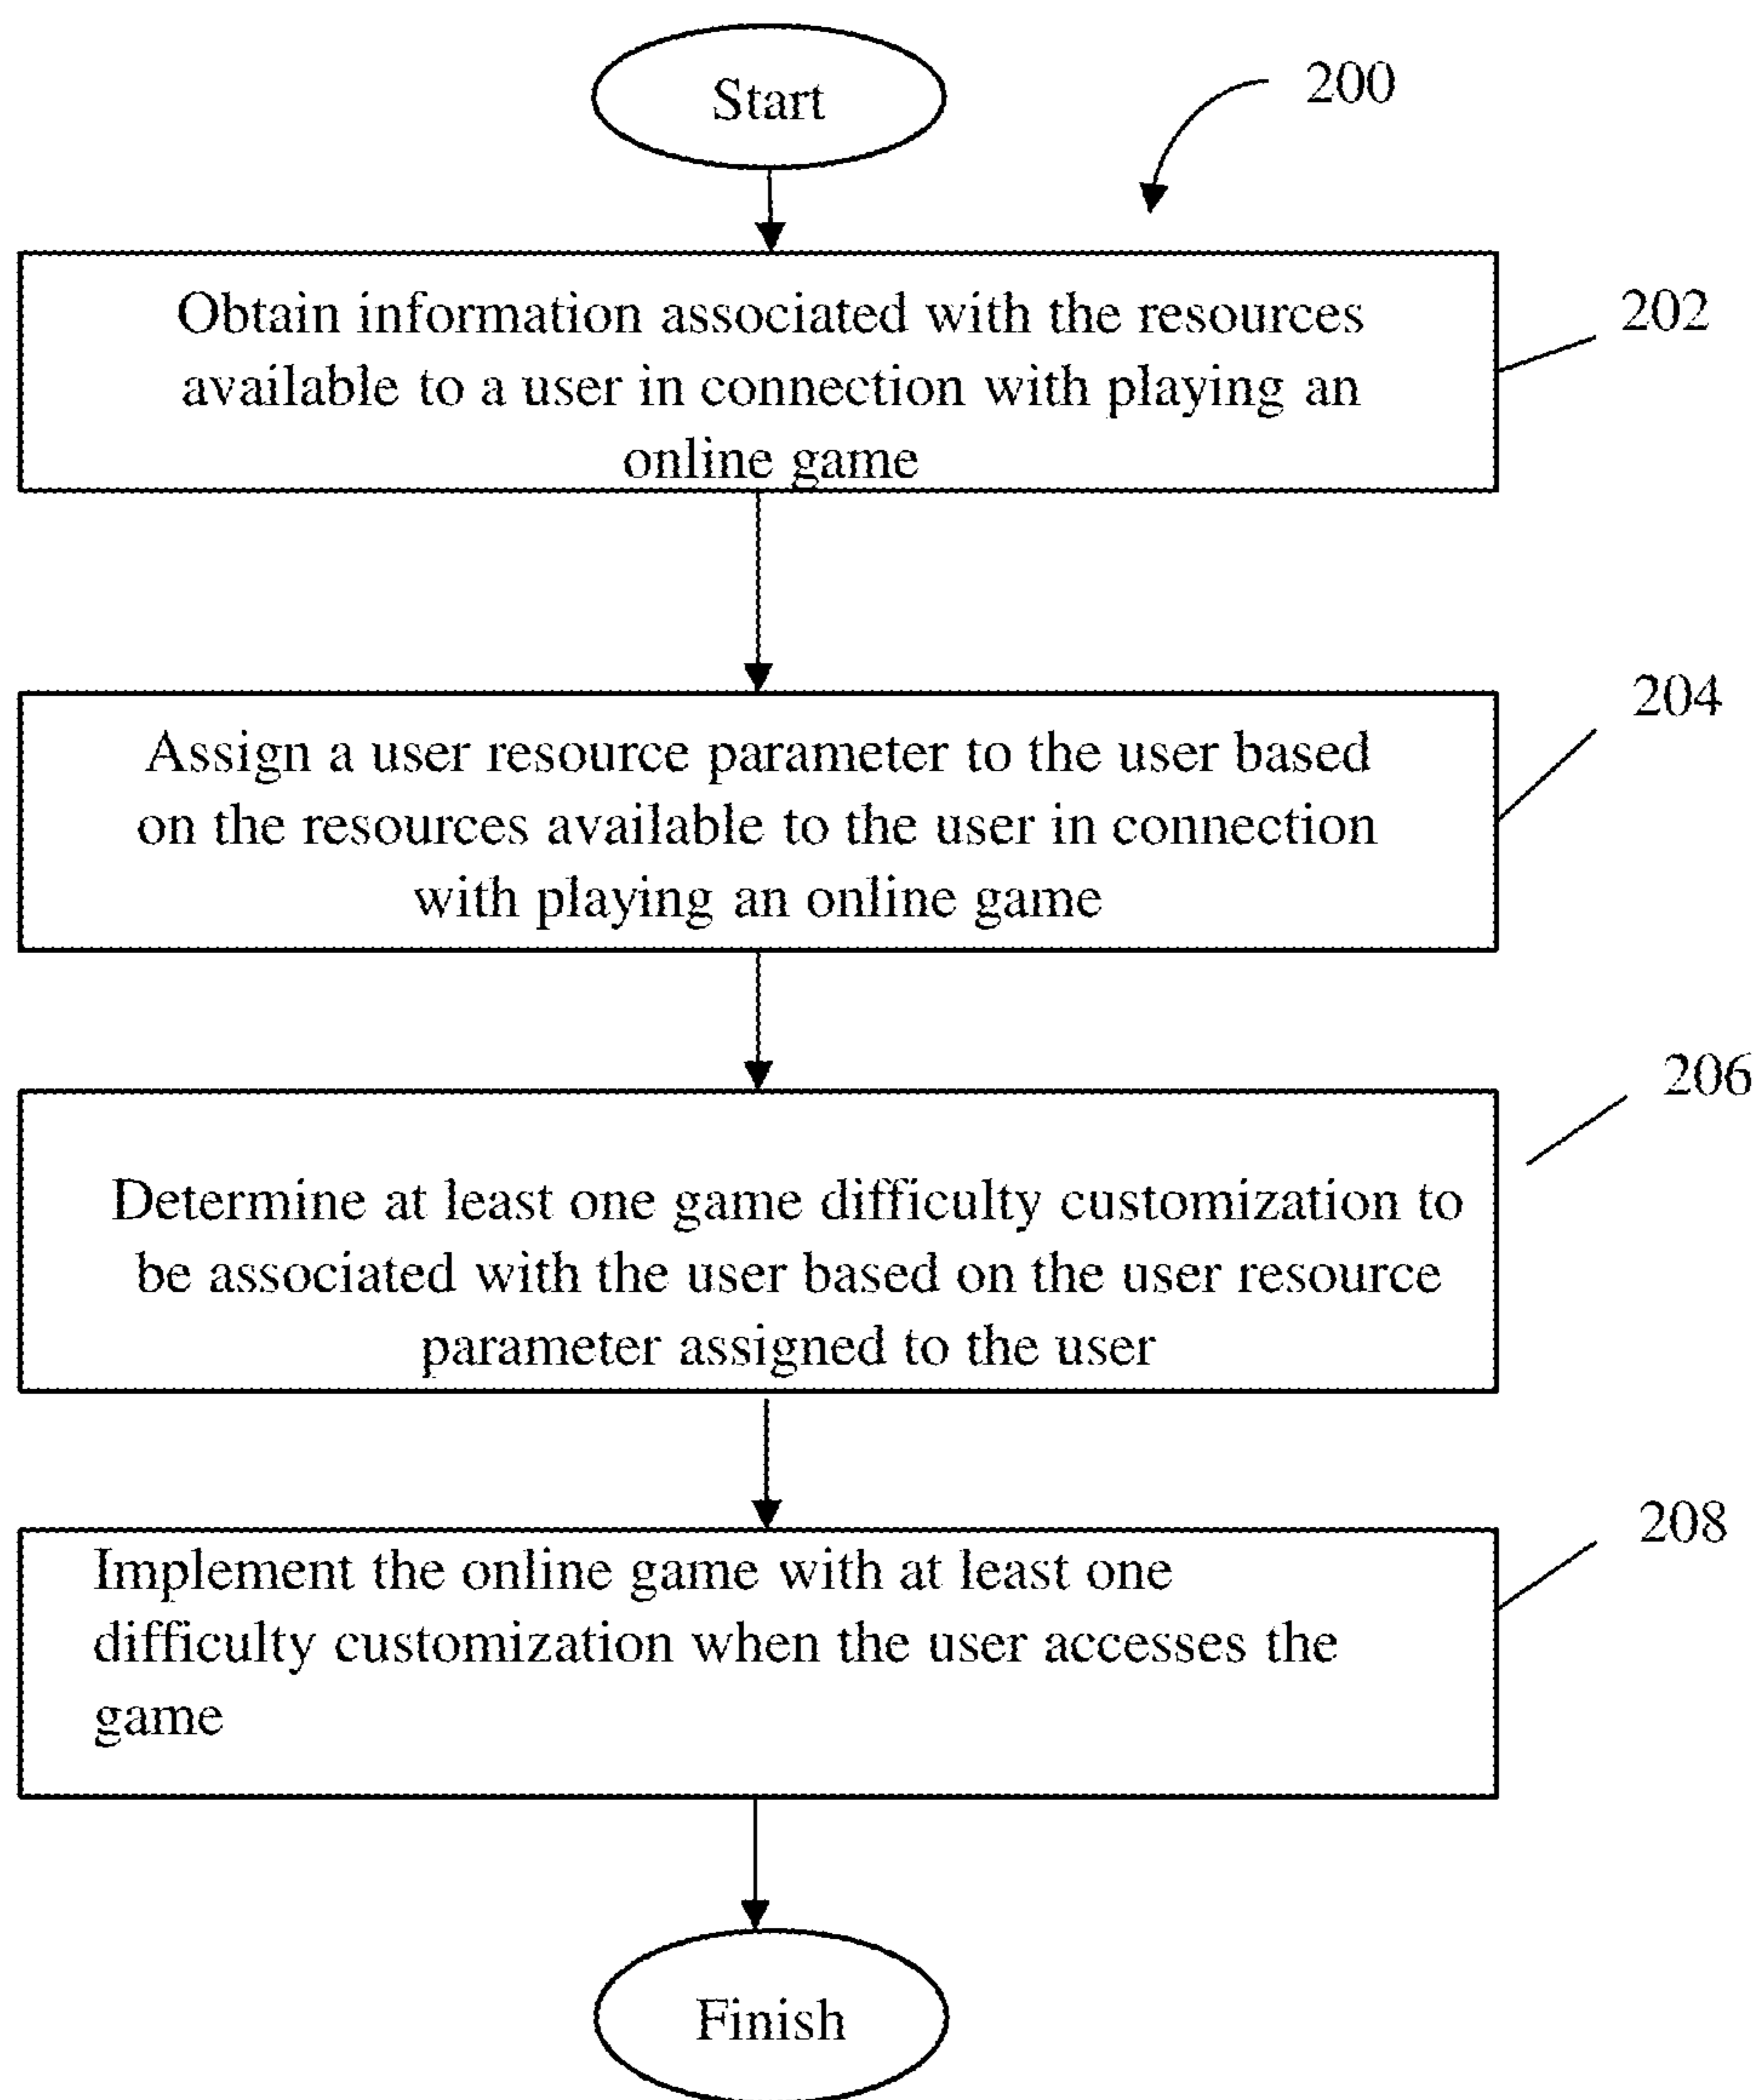 Start
200
Obtain information associated with the resources
available to a user in connection with playing an
online game
202
Assign a user resource parameter to the user based
on the resources available to the user in connection
with playing an online game
204
Determine at least one game difficulty customization to
be associated with the user based on the user resource
parameter assigned to the user
206
Implement the online game with at least one
difficulty customization when the user accesses the
game
208
Finish